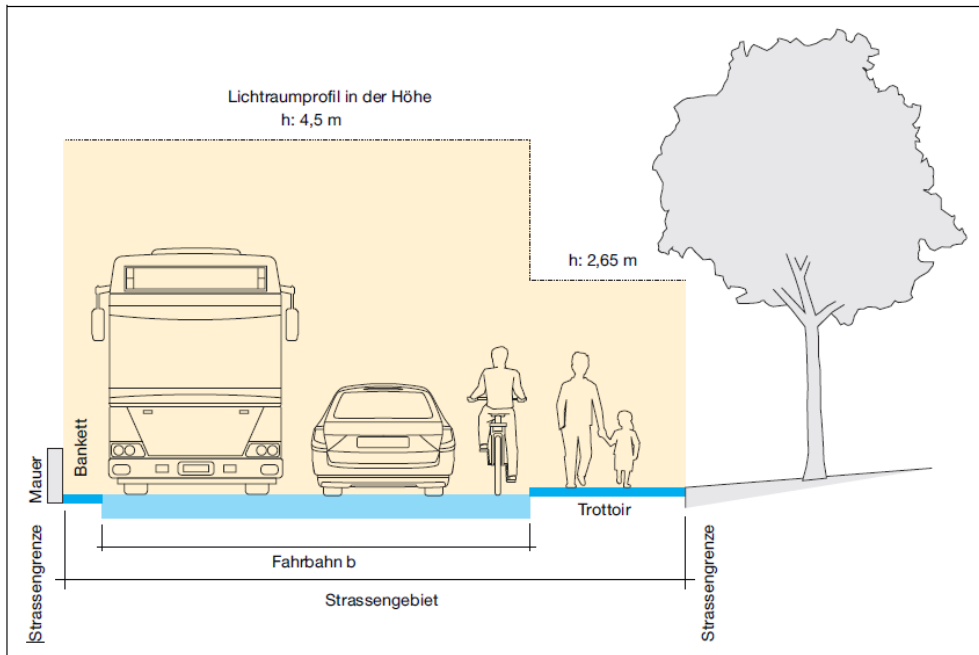 Lichtraumprofil in der Höhe
h: 4,5 m
h: 2,65 m
Bankett
Mauer
Trottoir
Strassengrenze
Fahrbahn b
Strassengebiet
Strassengrenze